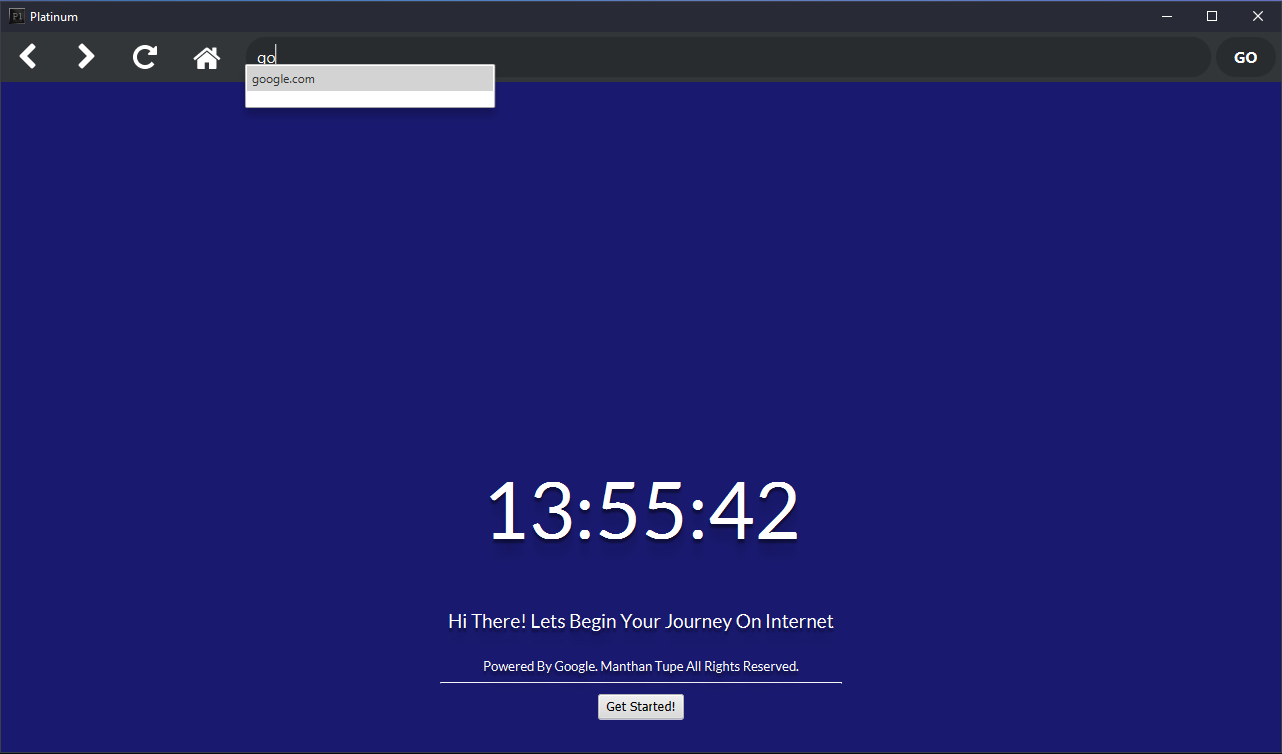 Pl Platinum
go GO
google.com
13:55:42
Hi There! Lets Begin Your Journey On Internet
Powered By Google. Manthan Tupe All Rights Reserved.
Get Started!